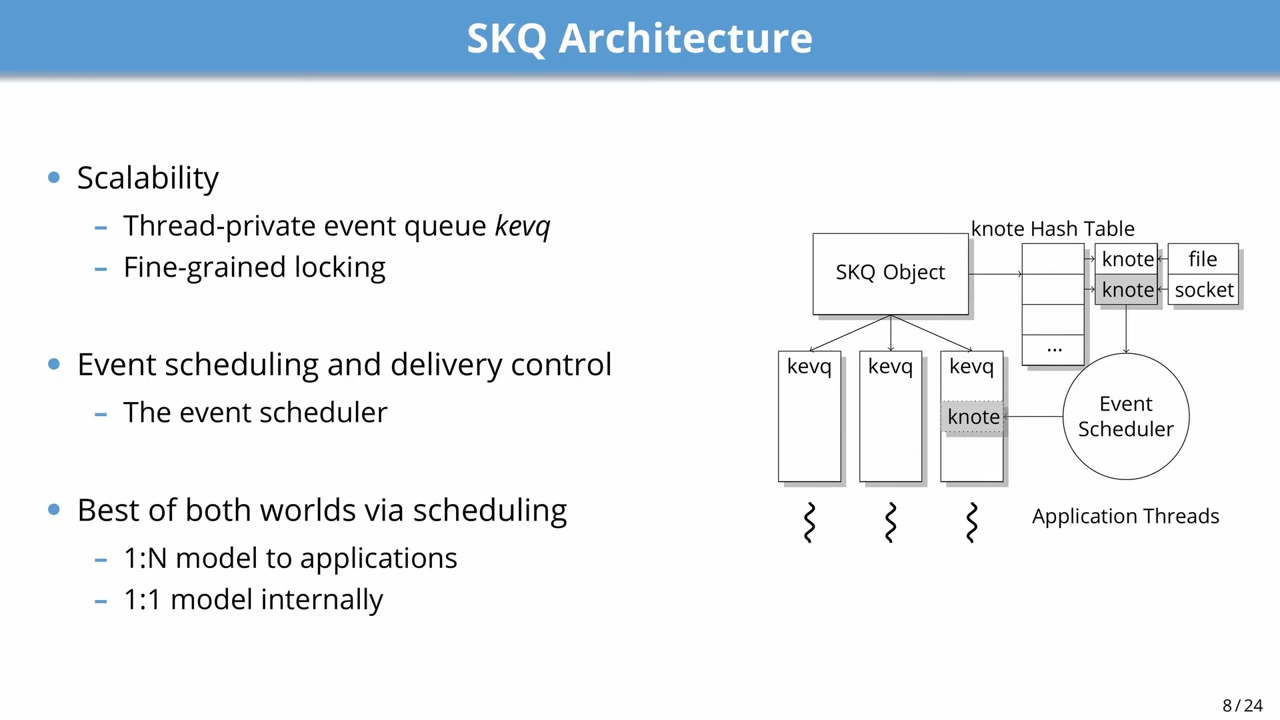 SKQ Architecture
• Scalability
– Thread-private event queue kevq
– Fine-grained locking
• Event scheduling and delivery control
– The event scheduler
• Best of both worlds via scheduling
– 1:N model to applications
– 1:1 model internally
knote Hash Table
SKQ Object
knote
file
knote
socket
...
kevq
kevq
kevq
knote
Event
Scheduler
Application Threads
8 / 24